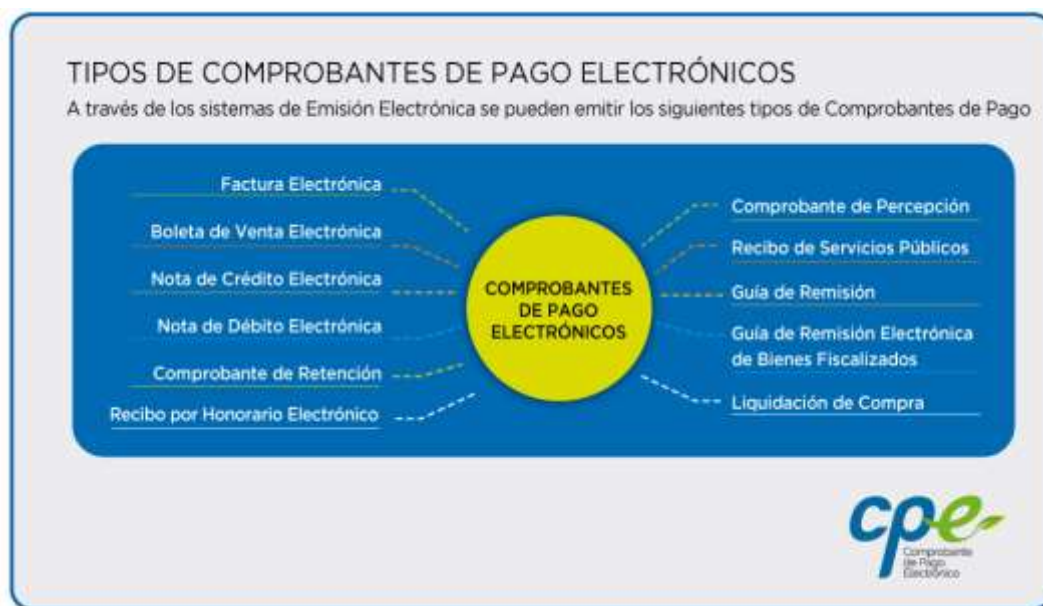 TIPOS DE COMPROBANTES DE PAGO ELECTRÓNICOS
A través de los sistemas de Emisión Electrónica se pueden emitir los siguientes tipos de Comprobantes de Pago
Factura Electrónica
Boleta de Venta Electrónica
Nota de Crédito Electrónica
Nota de Débito Electrónica
Comprobante de Retención
Recibo por Honorario Electrónico
COMPROBANTES
DE PAGO
ELECTRÓNICOS
Comprobante de Percepción
Recibo de Servicios Públicos
Guía de Remisión
Guía de Remisión Electrónica
de Bienes Fiscalizados
Liquidación de Compra
cpe
Comprobante
de Pago
Electrónico